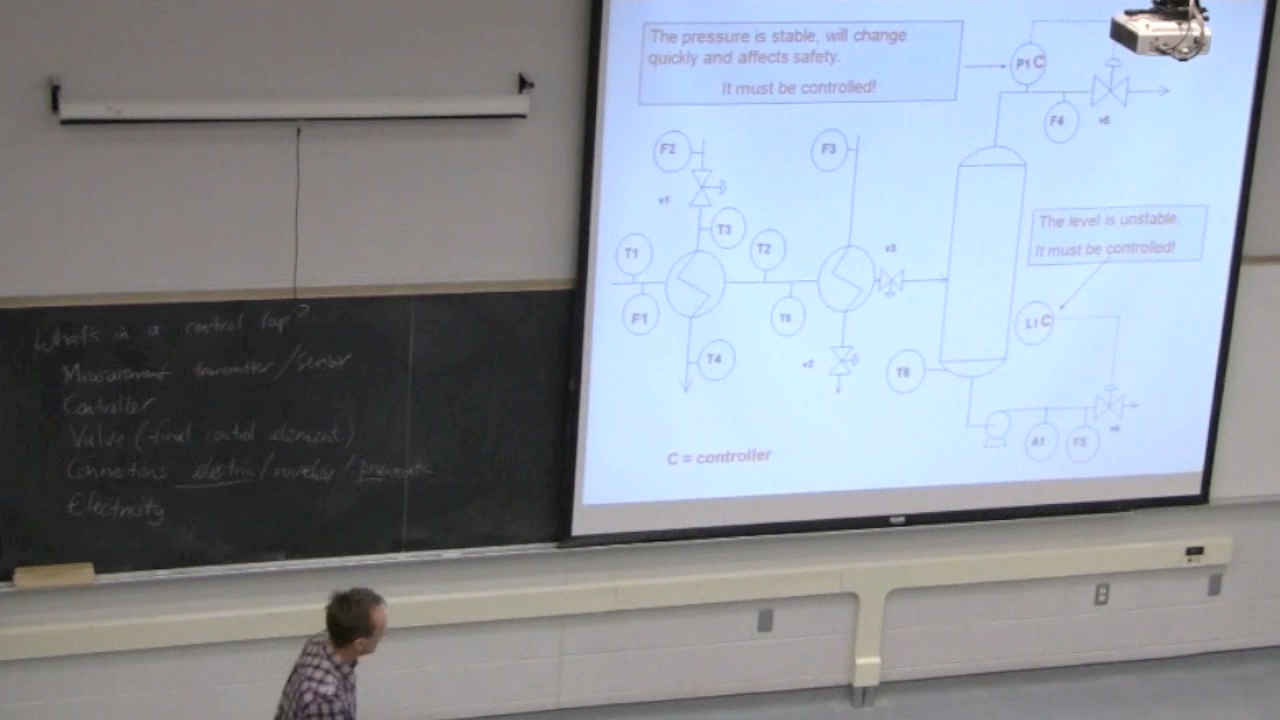 What's in a control loop?
Measurement transmitter/sensor
Controller
Valve (final control element)
Connections electric/wireless/pneumatic
Electricity
The pressure is stable, will change
quickly and affects safety.
It must be controlled!
P1 C
F4
v5
F2
F3
v1
T3
T1
T2
v3
The level is unstable.
It must be controlled!
F1
T5
L1 C
v2
T4
T6
v6
A1
F5
C = controller